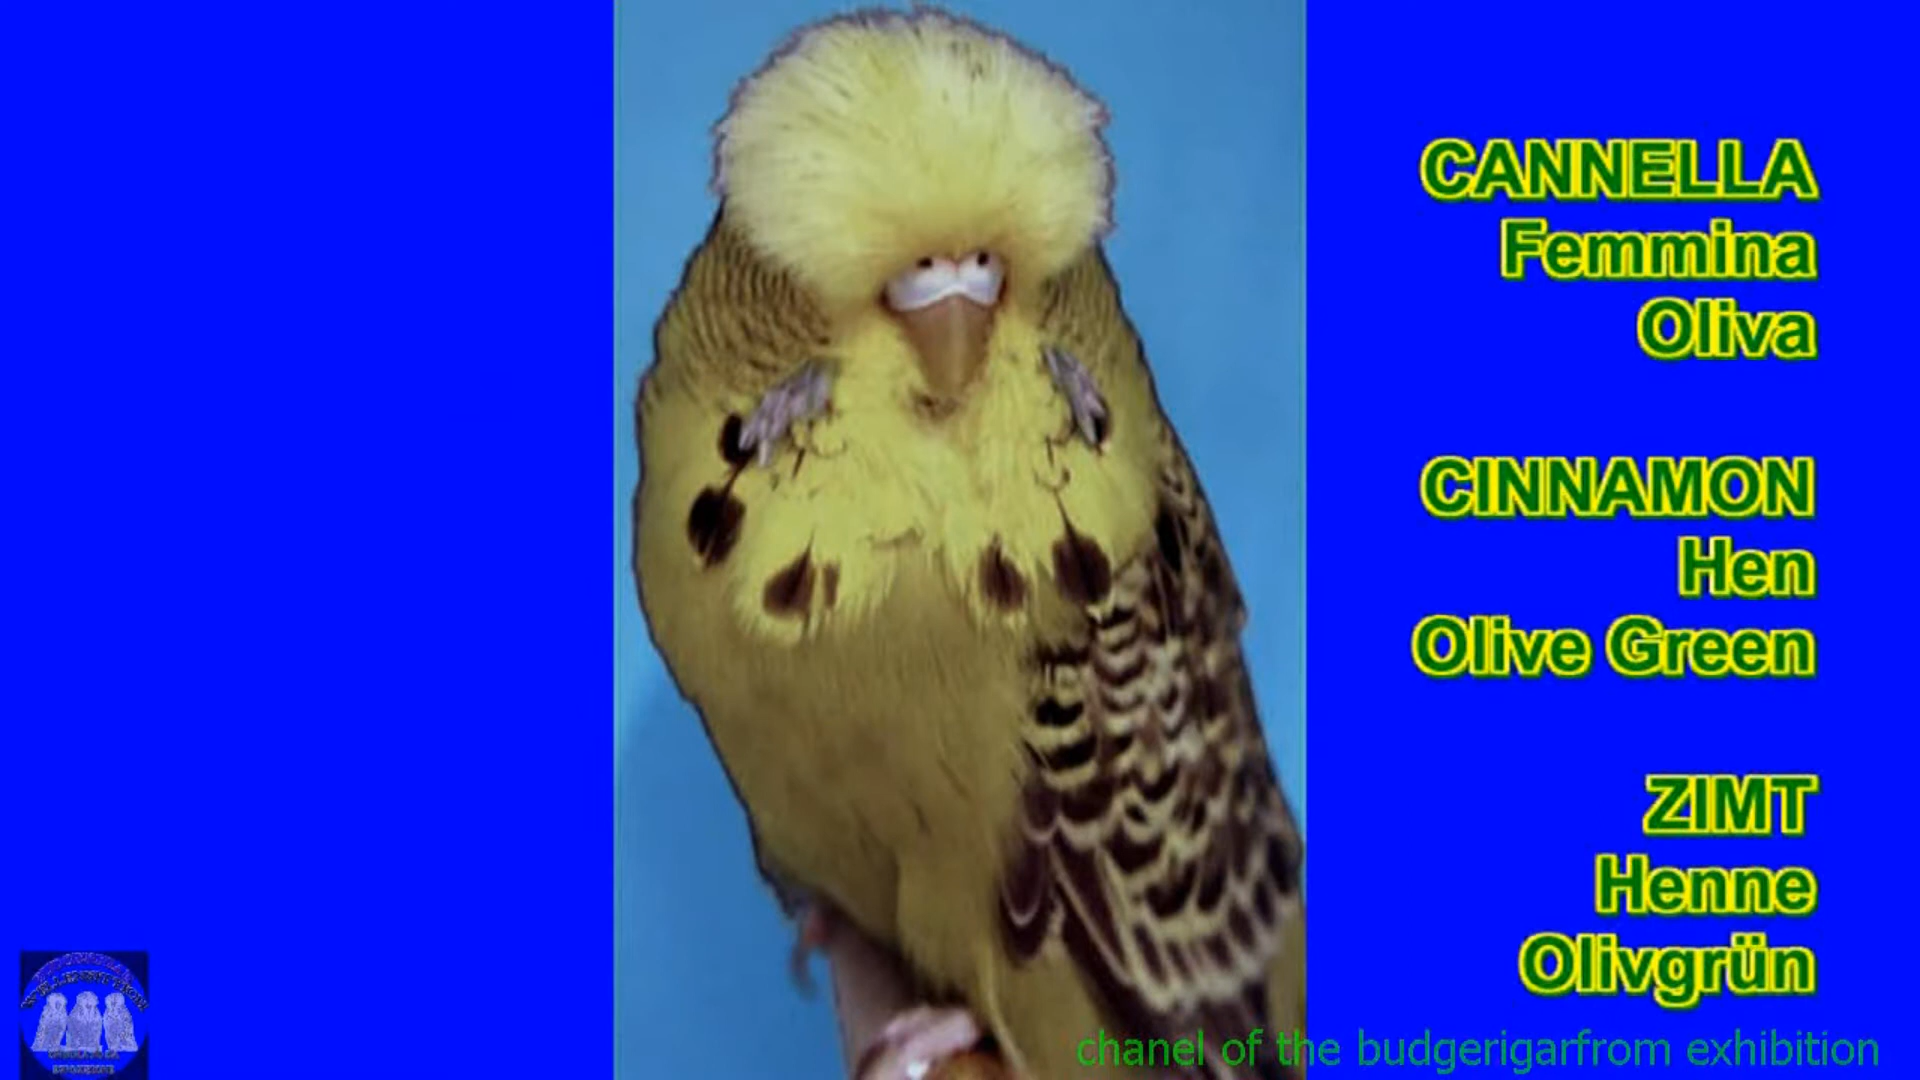 CANNELLA
Femmina
Oliva
CINNAMON
Hen
Olive Green
ZIMT
Henne
Olivgrün
chanel of the budgerigarfrom exhibition